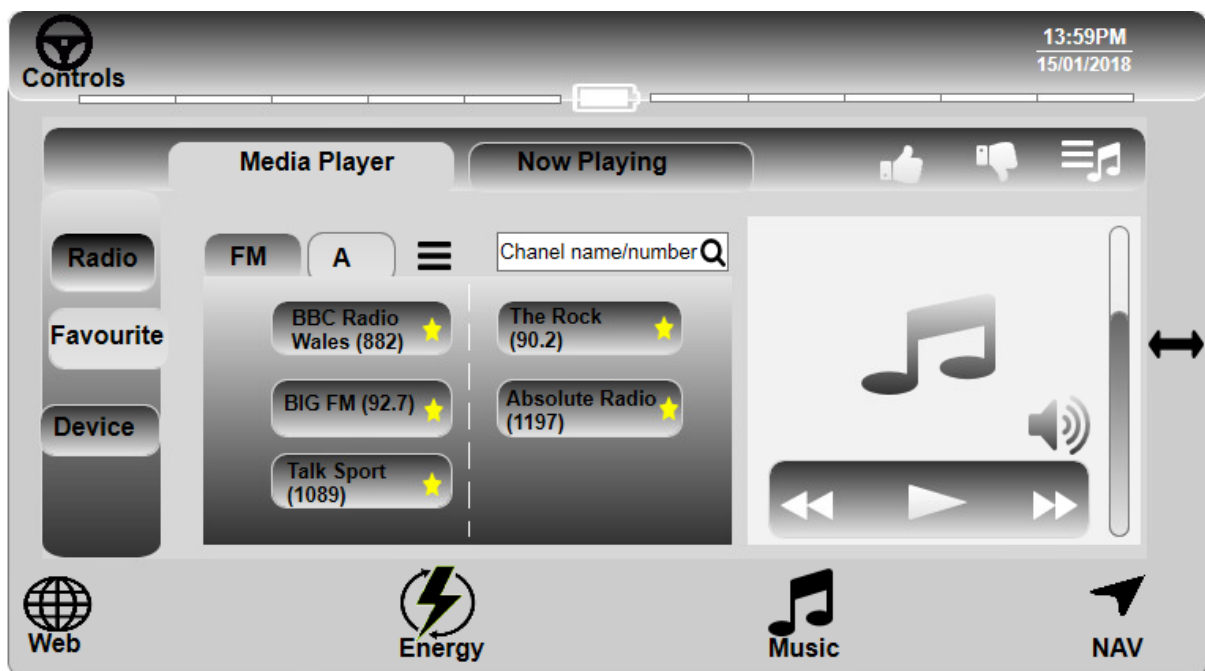 Controls
13:59PM
15/01/2018
Media Player
Now Playing
Radio
Favourite
Device
FM
A
Chanel name/number
BBC Radio
Wales (882)
The Rock
(90.2)
BIG FM (92.7)
Absolute Radio
(1197)
Talk Sport
(1089)
Web
Energy
Music
NAV